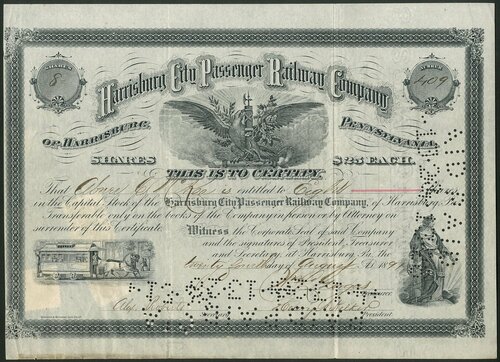 SHARES
8
NUMBER
409
Harrisburg City Passenger Railway Company
OF HARRISBURG,
PENNSYLVANIA.
SHARES
$25 EACH.
THIS IS TO CERTIFY,
That is entitled to Eight
in the Capital Stock of the Harrisburg City Passenger Railway Company, of Harrisburg, Pa.
Transferable only on the books of the Company in person or by Attorney on
surrender of this Certificate.
Witness the Corporate Seal of said Company
and the signatures of President, Treasurer
and Secretary, at Harrisburg, Pa. the
twenty day of August
President.